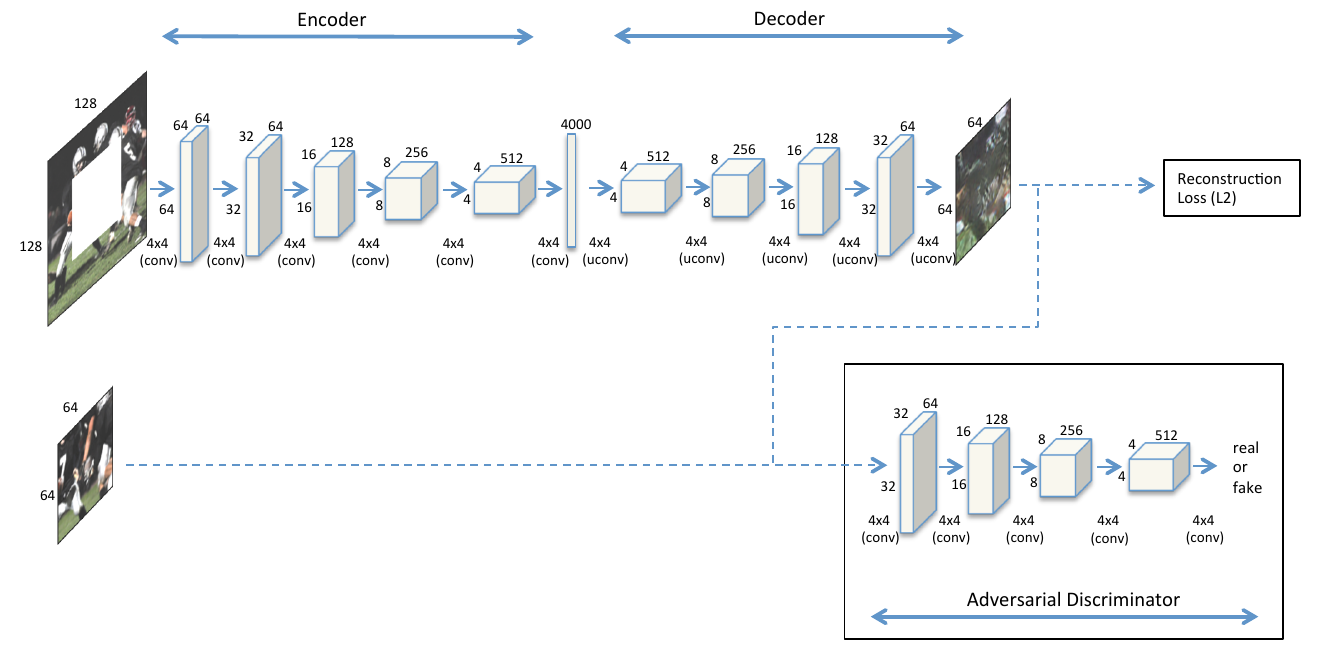 Encoder
Decoder
128
128
64 64
64
32 64
32
16 128
16
8 256
8
4 512
4
4000
4 512
4
8 256
8
16 128
16
32 64
32
64
64
4x4 (conv)
4x4 (conv)
4x4 (conv)
4x4 (conv)
4x4 (conv)
4x4 (conv)
4x4 (uconv)
4x4 (uconv)
4x4 (uconv)
4x4 (uconv)
4x4 (uconv)
Reconstruction
Loss (L2)
64
64
32 64
32
16 128
16
8 256
8
4 512
4
real
or
fake
4x4 (conv)
4x4 (conv)
4x4 (conv)
4x4 (conv)
4x4 (conv)
Adversarial Discriminator